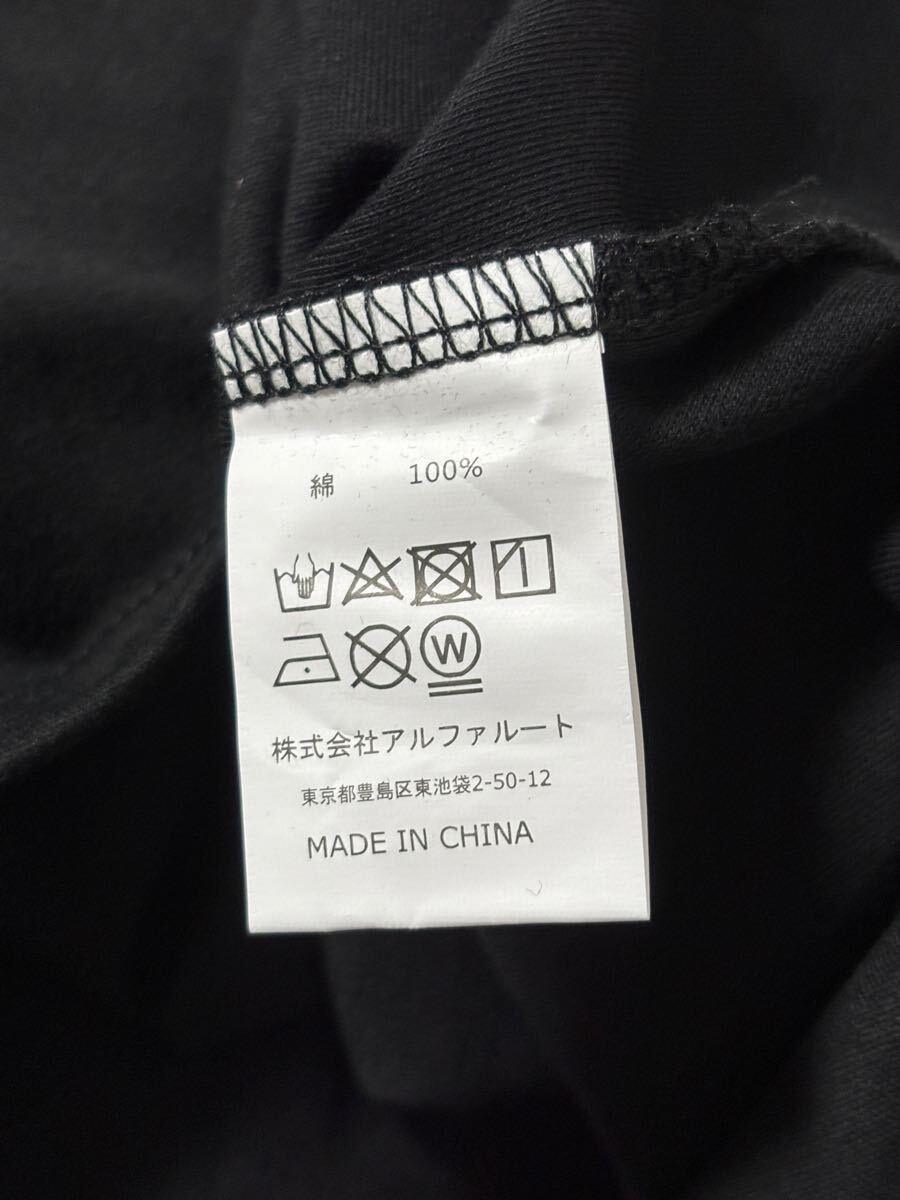 綿 100%
W
株式会社アルファルート
東京都豊島区東池袋2-50-12
MADE IN CHINA